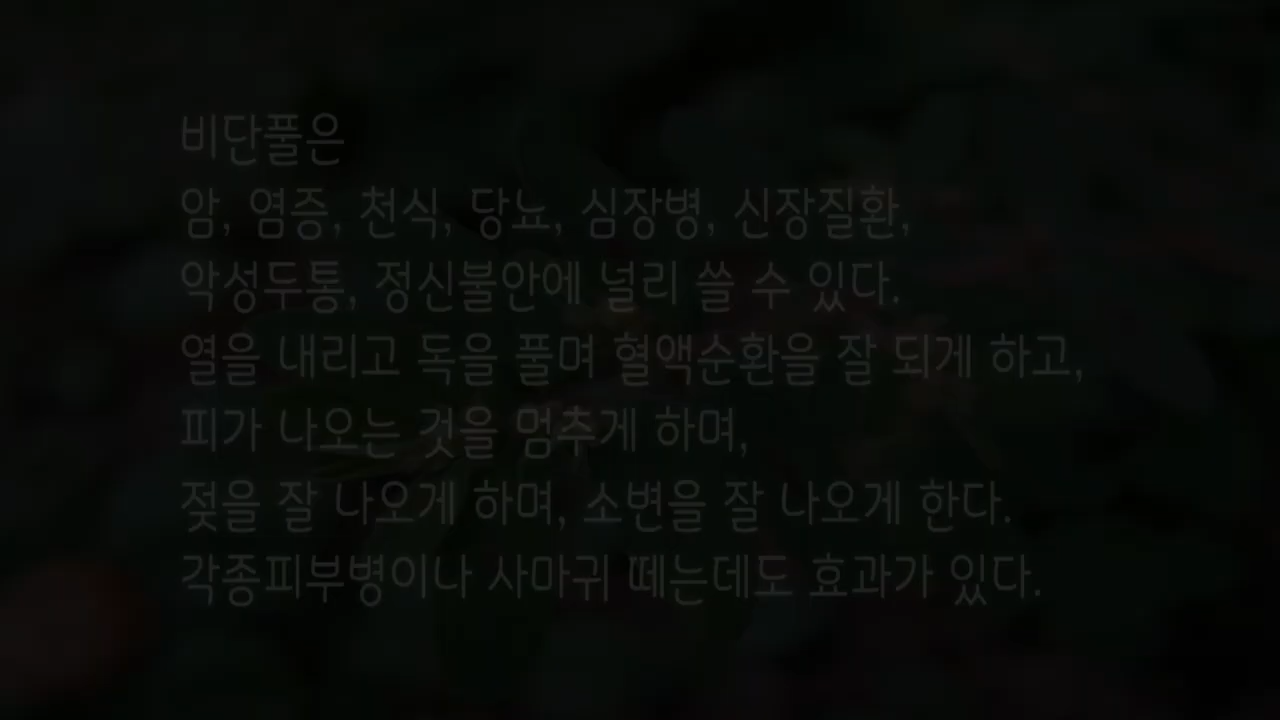 비단풀은
암, 염증, 천식, 당뇨, 심장병, 신장질환,
악성두통, 정신불안에 널리 쓸 수 있다.
열을 내리고 독을 풀며 혈액순환을 잘 되게 하고,
피가 나오는 것을 멈추게 하며,
젖을 잘 나오게 하며, 소변을 잘 나오게 한다.
각종피부병이나 사마귀 떼는데도 효과가 있다.